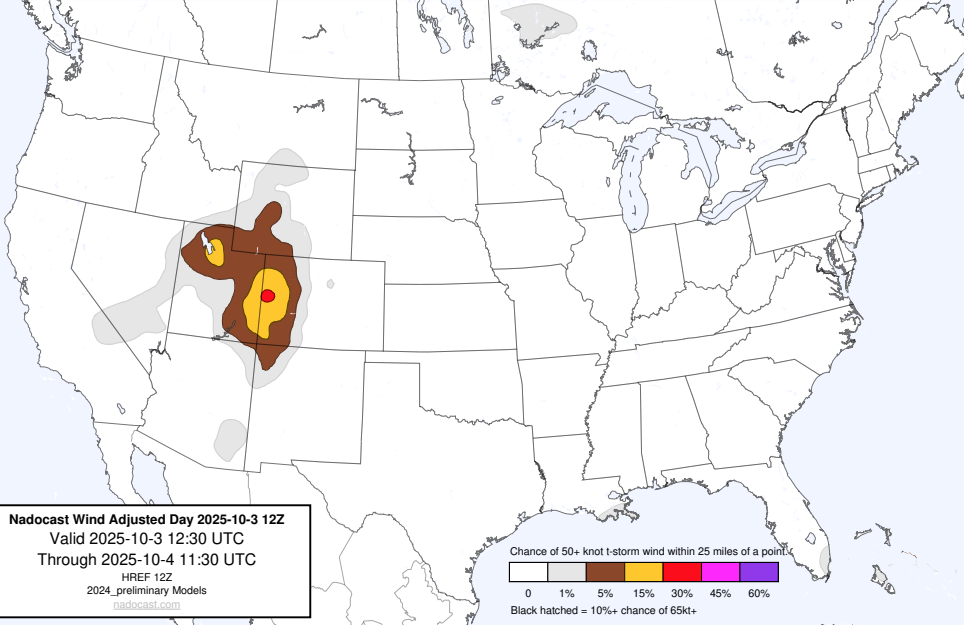 Nadocast Wind Adjusted Day 2025-10-3 12Z
Valid 2025-10-3 12:30 UTC
Through 2025-10-4 11:30 UTC
HREF 12Z
2024_preliminary Models
nadocast.com
Chance of 50+ knot t-storm wind within 25 miles of a point.
0 1% 5% 15% 30% 45% 60%
Black hatched = 10%+ chance of 65kt+